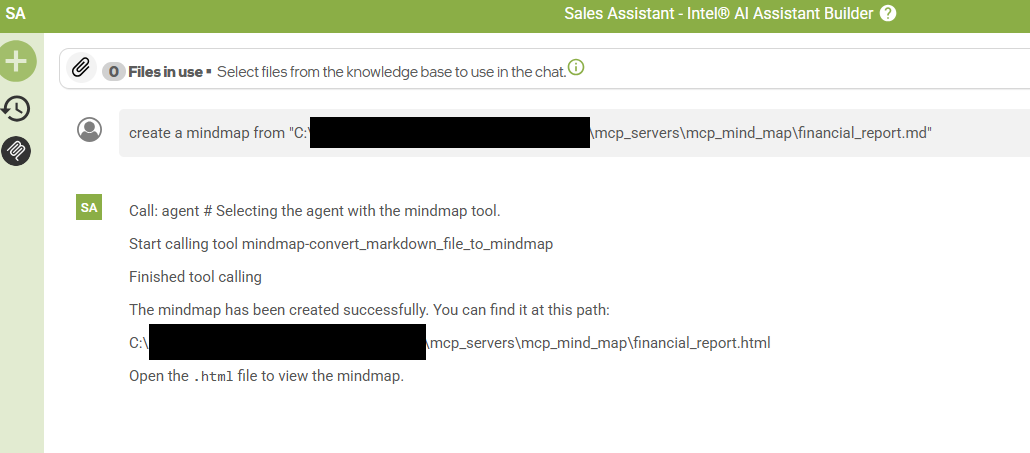 SA
Sales Assistant - Intel® AI Assistant Builder ?
0 Files in use ▪ Select files from the knowledge base to use in the chat. i
create a mindmap from "C:\mcp_servers\mcp_mind_map\financial_report.md"
SA
Call: agent # Selecting the agent with the mindmap tool.
Start calling tool mindmap-convert_markdown_file_to_mindmap
Finished tool calling
The mindmap has been created successfully. You can find it at this path:
C:\\mcp_servers\mcp_mind_map\financial_report.html
Open the .html file to view the mindmap.